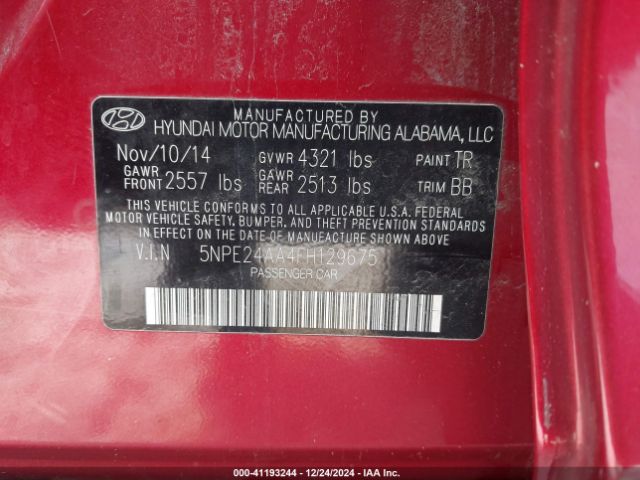 MANUFACTURED BY
HYUNDAI MOTOR MANUFACTURING ALABAMA, LLC
Nov/10/14 GVWR 4321 lbs PAINT TR
GAWR FRONT 2557 lbs GAWR REAR 2513 lbs TRIM BB
THIS VEHICLE CONFORMS TO ALL APPLICABLE U.S.A. FEDERAL
MOTOR VEHICLE SAFETY, BUMPER, AND THEFT PREVENTION
STANDARDS IN EFFECT ON THE DATE OF MANUFACTURE SHOWN ABOVE
V.I.N 5NPE24AA4FH129675
PASSENGER CAR
000-41193244 - 12/24/2024 - IAA Inc.